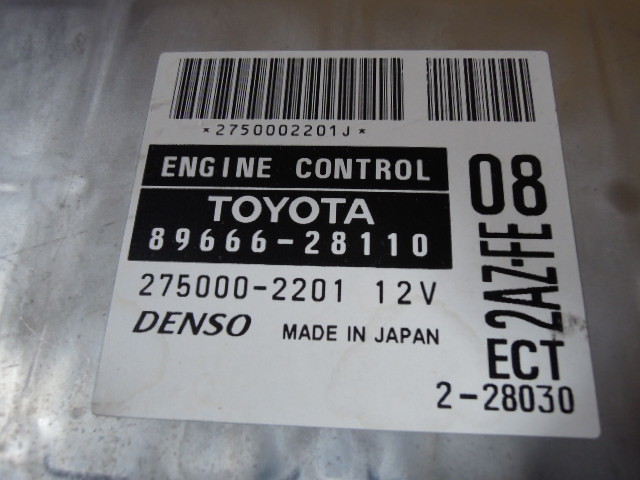 *2750002201J*
ENGINE CONTROL
TOYOTA
89666-28110
275000-2201 12V
DENSO MADE IN JAPAN
08
2AZ-FE
ECT
2-28030